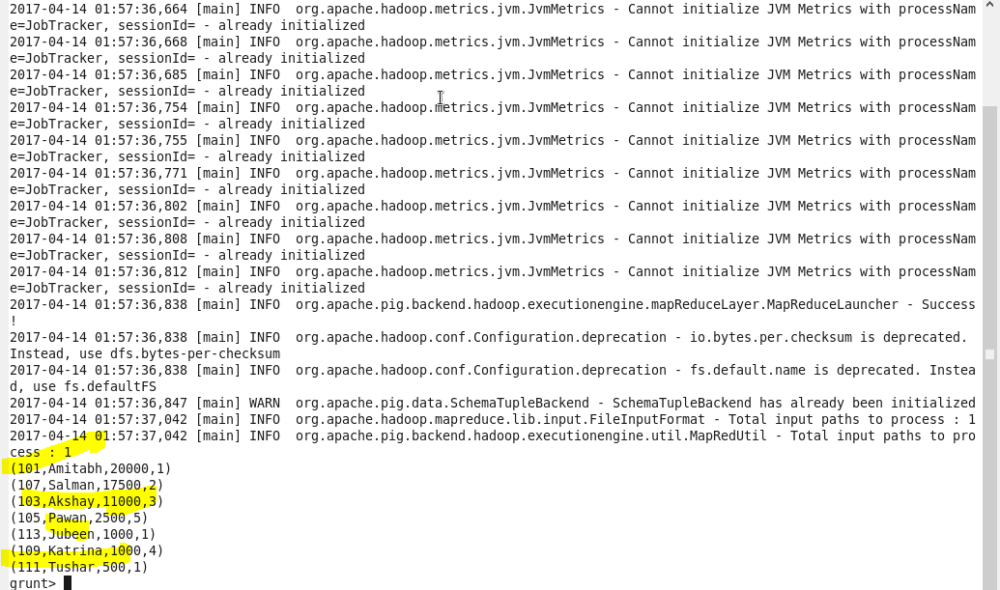 2017-04-14 01:57:36,664 [main] INFO  org.apache.hadoop.metrics.jvm.JvmMetrics - Cannot initialize JVM Metrics with processNam
e=JobTracker, sessionId= - already initialized
2017-04-14 01:57:36,668 [main] INFO  org.apache.hadoop.metrics.jvm.JvmMetrics - Cannot initialize JVM Metrics with processNam
e=JobTracker, sessionId= - already initialized
2017-04-14 01:57:36,685 [main] INFO  org.apache.hadoop.metrics.jvm.JvmMetrics - Cannot initialize JVM Metrics with processNam
e=JobTracker, sessionId= - already initialized
2017-04-14 01:57:36,754 [main] INFO  org.apache.hadoop.metrics.jvm.JvmMetrics - Cannot initialize JVM Metrics with processNam
e=JobTracker, sessionId= - already initialized
2017-04-14 01:57:36,755 [main] INFO  org.apache.hadoop.metrics.jvm.JvmMetrics - Cannot initialize JVM Metrics with processNam
e=JobTracker, sessionId= - already initialized
2017-04-14 01:57:36,771 [main] INFO  org.apache.hadoop.metrics.jvm.JvmMetrics - Cannot initialize JVM Metrics with processNam
e=JobTracker, sessionId= - already initialized
2017-04-14 01:57:36,802 [main] INFO  org.apache.hadoop.metrics.jvm.JvmMetrics - Cannot initialize JVM Metrics with processNam
e=JobTracker, sessionId= - already initialized
2017-04-14 01:57:36,808 [main] INFO  org.apache.hadoop.metrics.jvm.JvmMetrics - Cannot initialize JVM Metrics with processNam
e=JobTracker, sessionId= - already initialized
2017-04-14 01:57:36,812 [main] INFO  org.apache.hadoop.metrics.jvm.JvmMetrics - Cannot initialize JVM Metrics with processNam
e=JobTracker, sessionId= - already initialized
2017-04-14 01:57:36,838 [main] INFO  org.apache.pig.backend.hadoop.executionengine.mapReduceLayer.MapReduceLauncher - Success
!
2017-04-14 01:57:36,838 [main] INFO  org.apache.hadoop.conf.Configuration.deprecation - io.bytes.per.checksum is deprecated.
Instead, use dfs.bytes-per-checksum
2017-04-14 01:57:36,838 [main] INFO  org.apache.hadoop.conf.Configuration.deprecation - fs.default.name is deprecated. Instea
d, use fs.defaultFS
2017-04-14 01:57:36,847 [main] WARN  org.apache.pig.data.SchemaTupleBackend - SchemaTupleBackend has already been initialized
2017-04-14 01:57:37,042 [main] INFO  org.apache.hadoop.mapreduce.lib.input.FileInputFormat - Total input paths to process : 1
2017-04-14 01:57:37,042 [main] INFO  org.apache.pig.backend.hadoop.executionengine.util.MapRedUtil - Total input paths to pro
cess : 1
(101,Amitabh,20000,1)
(107,Salman,17500,2)
(103,Akshay,11000,3)
(105,Pawan,2500,5)
(113,Jubeen,1000,1)
(109,Katrina,1000,4)
(111,Tushar,500,1)
grunt>